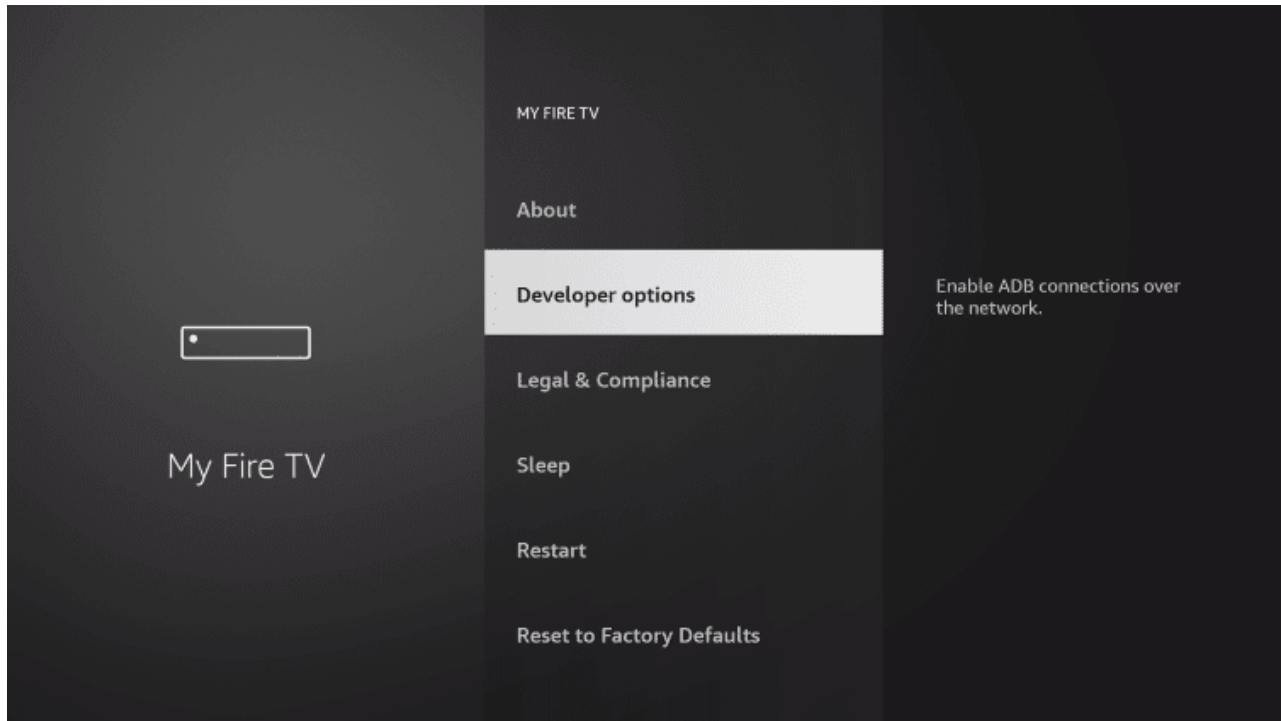 My Fire TV
MY FIRE TV
About
Developer options
Legal & Compliance
Sleep
Restart
Reset to Factory Defaults
Enable ADB connections over
the network.